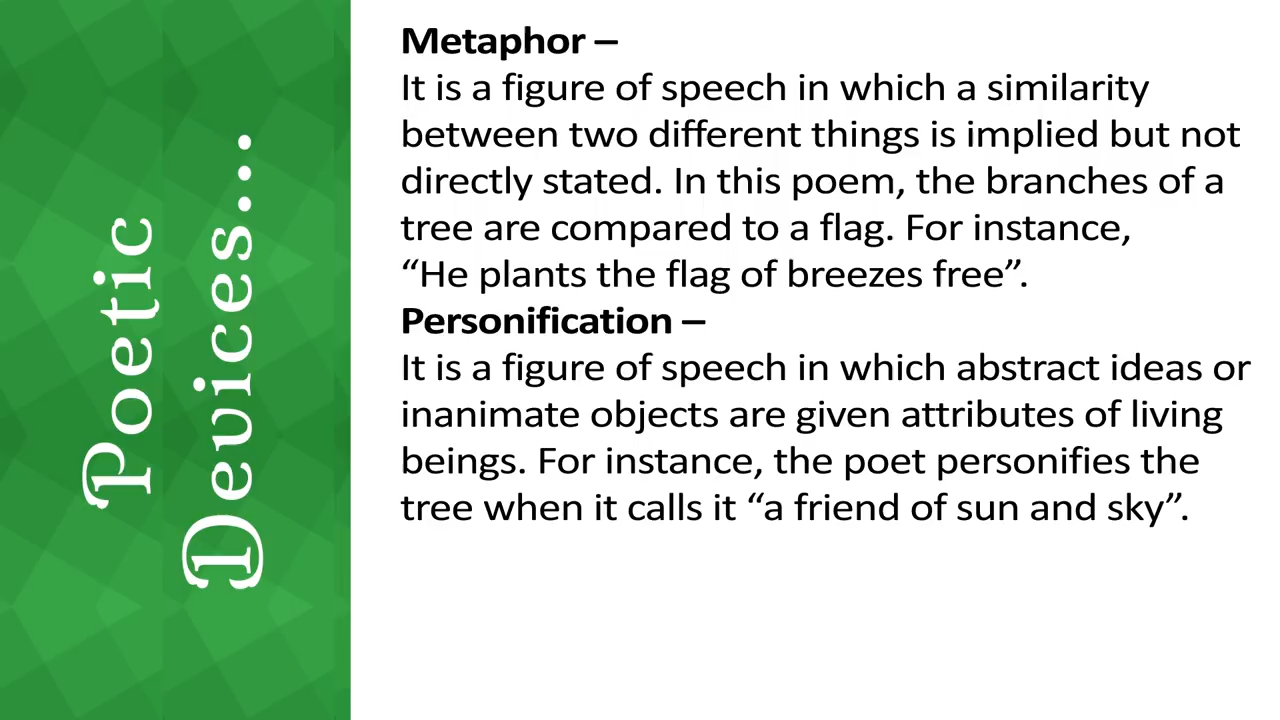 Poetic
Devices...
Metaphor –
It is a figure of speech in which a similarity
between two different things is implied but not
directly stated. In this poem, the branches of a
tree are compared to a flag. For instance,
“He plants the flag of breezes free”.
Personification –
It is a figure of speech in which abstract ideas or
inanimate objects are given attributes of living
beings. For instance, the poet personifies the
tree when it calls it “a friend of sun and sky”.